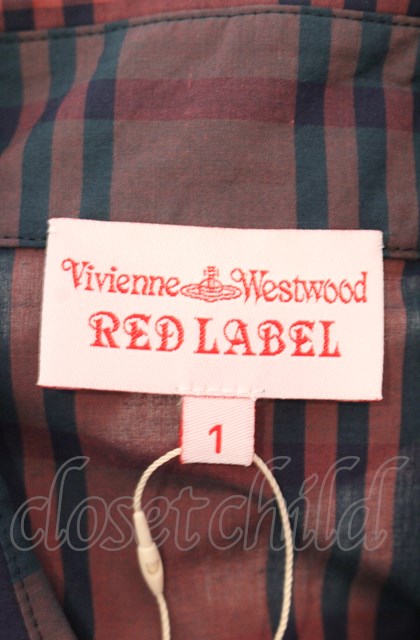 Vivienne Westwood
RED LABEL
1
closet child